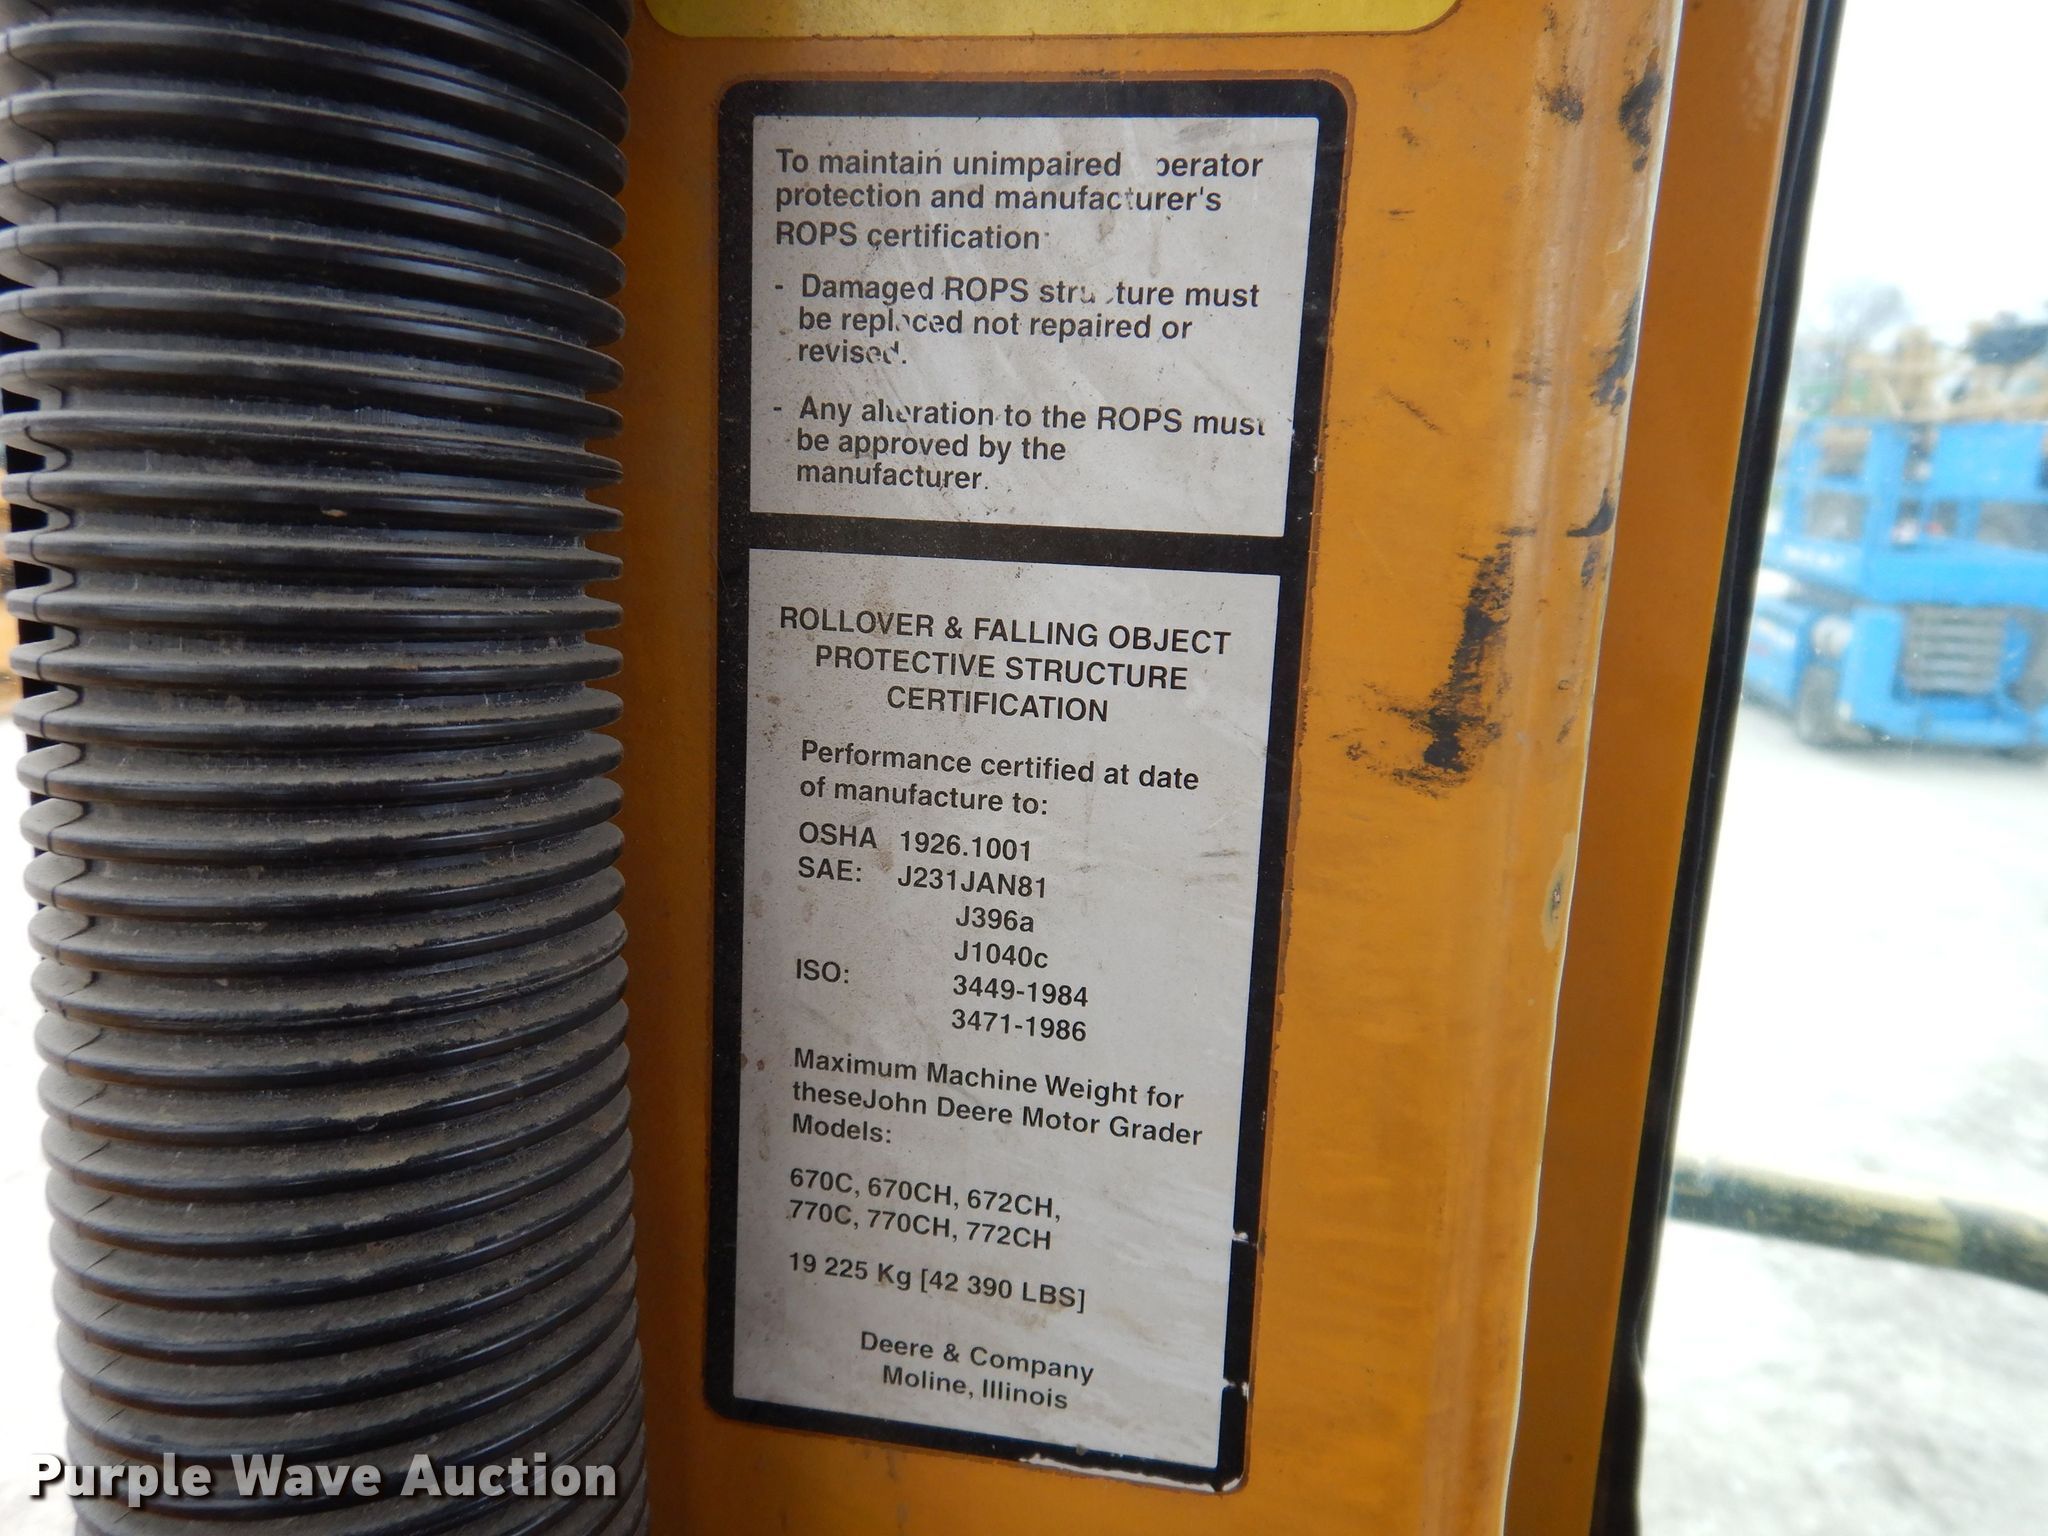 To maintain unimpaired perator
protection and manufacturer's
ROPS certification
- Damaged ROPS structure must
be replaced not repaired or
revised.
- Any alteration to the ROPS must
be approved by the
manufacturer.
ROLLOVER & FALLING OBJECT
PROTECTIVE STRUCTURE
CERTIFICATION
Performance certified at date
of manufacture to:
OSHA 1926.1001
SAE: J231JAN81
J396a
J1040c
ISO: 3449-1984
3471-1986
Maximum Machine Weight for
theseJohn Deere Motor Grader
Models:
670C, 670CH, 672CH,
770C, 770CH, 772CH
19 225 Kg [42 390 LBS]
Deere & Company
Moline, Illinois
Purple Wave Auction